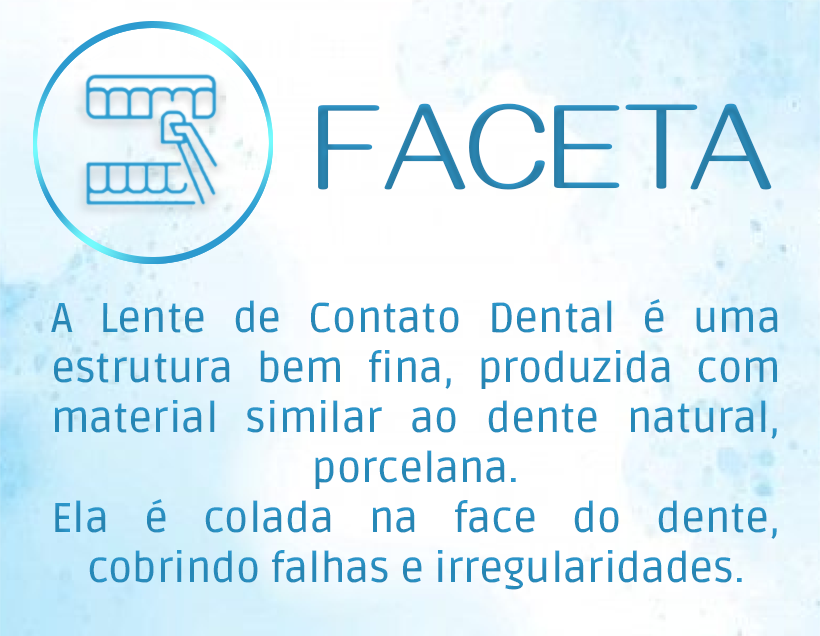 FACETA
A Lente de Contato Dental é uma
estrutura bem fina, produzida com
material similar ao dente natural,
porcelana.
Ela é colada na face do dente,
cobrindo falhas e irregularidades.